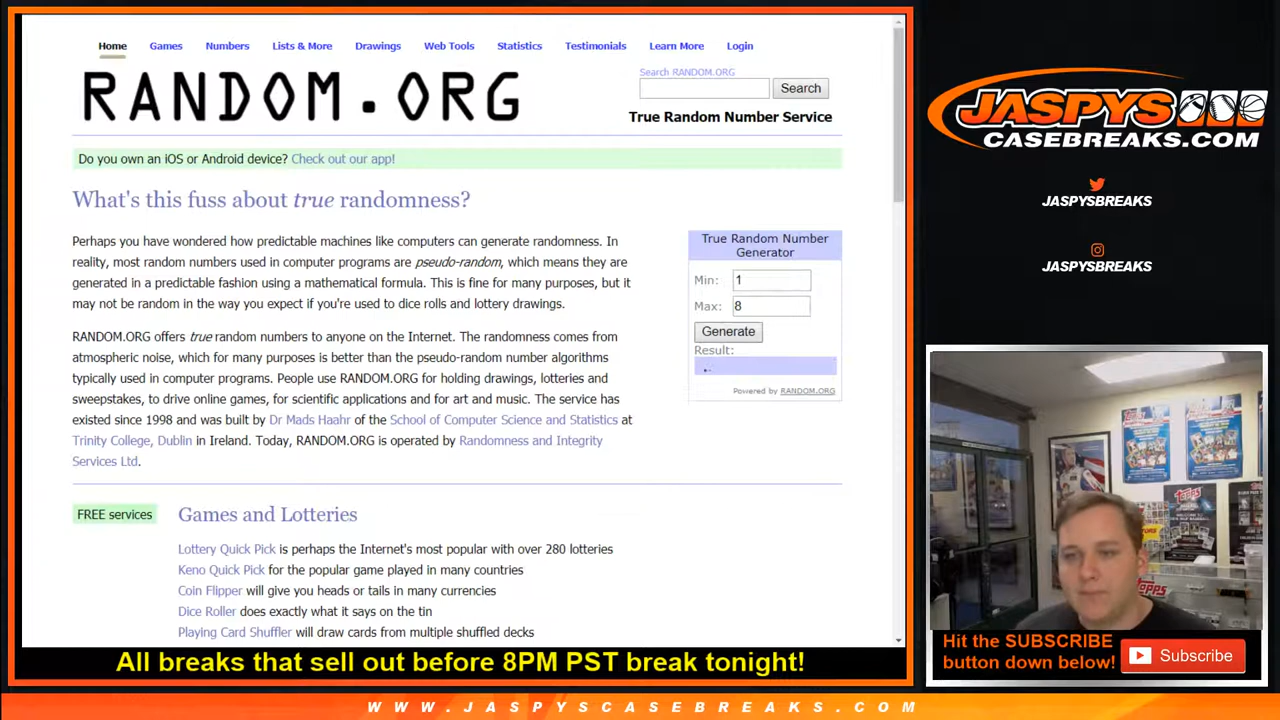 Home Games Numbers Lists & More Drawings Web Tools Statistics Testimonials Learn More Login
RANDOM.ORG
Search RANDOM.ORG
Search
True Random Number Service
Do you own an iOS or Android device? Check out our app!
What's this fuss about true randomness?
Perhaps you have wondered how predictable machines like computers can generate randomness. In
reality, most random numbers used in computer programs are pseudo-random, which means they are
generated in a predictable fashion using a mathematical formula. This is fine for many purposes, but it
may not be random in the way you expect if you're used to dice rolls and lottery drawings.
RANDOM.ORG offers true random numbers to anyone on the Internet. The randomness comes from
atmospheric noise, which for many purposes is better than the pseudo-random number algorithms
typically used in computer programs. People use RANDOM.ORG for holding drawings, lotteries and
sweepstakes, to drive online games, for scientific applications and for art and music. The service has
existed since 1998 and was built by Dr Mads Haahr of the School of Computer Science and Statistics at
Trinity College, Dublin in Ireland. Today, RANDOM.ORG is operated by Randomness and Integrity
Services Ltd.
True Random Number
Generator
Min: 1
Max: 8
Generate
Result:
Powered by RANDOM.ORG
FREE services
Games and Lotteries
Lottery Quick Pick is perhaps the Internet's most popular with over 280 lotteries
Keno Quick Pick for the popular game played in many countries
Coin Flipper will give you heads or tails in many currencies
Dice Roller does exactly what it says on the tin
Playing Card Shuffler will draw cards from multiple shuffled decks
All breaks that sell out before 8PM PST break tonight!
JASPYS
CASEBREAKS.COM
JASPYSBREAKS
JASPYSBREAKS
TOPPS
TOPPS
Hit the SUBSCRIBE
button down below!
Subscribe
WWW.JASPYSCASEBREAKS.COM